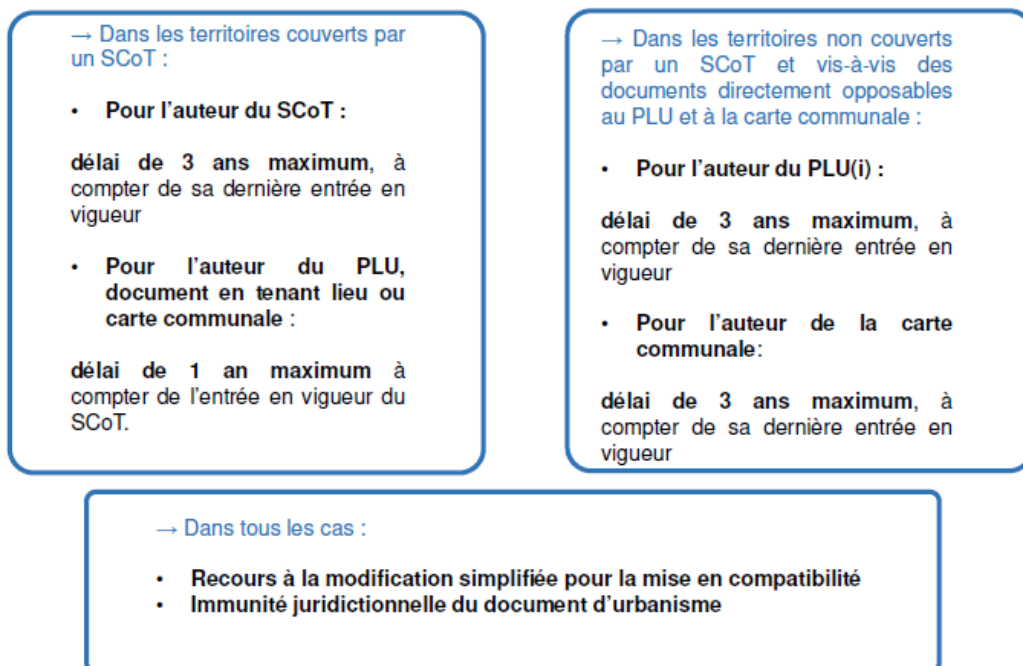 → Dans les territoires couverts par
un SCoT :
• Pour l'auteur du SCoT :
délai de 3 ans maximum, à
compter de sa dernière entrée en
vigueur
• Pour l'auteur du PLU,
document en tenant lieu ou
carte communale :
délai de 1 an maximum à
compter de l'entrée en vigueur du
SCoT.
→ Dans les territoires non couverts
par un SCoT et vis-à-vis des
documents directement opposables
au PLU et à la carte communale :
• Pour l'auteur du PLU(i) :
délai de 3 ans maximum, à
compter de sa dernière entrée en
vigueur
• Pour l'auteur de la carte
communale:
délai de 3 ans maximum, à
compter de sa dernière entrée en
vigueur
→ Dans tous les cas :
• Recours à la modification simplifiée pour la mise en compatibilité
• Immunité juridictionnelle du document d'urbanisme